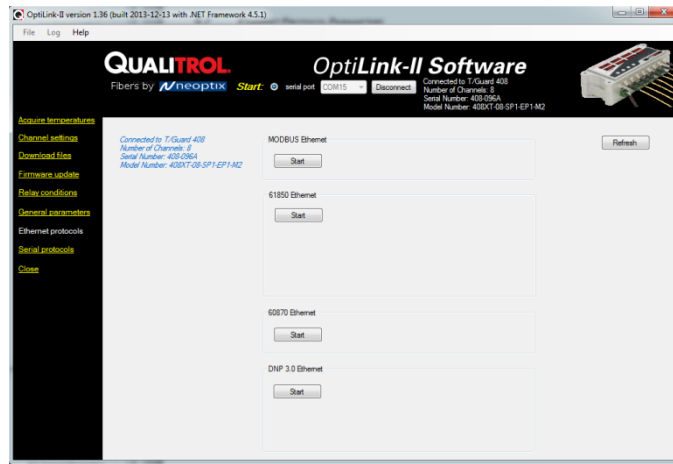 OptiLink-II version 1.36 (built 2013-12-13 with .NET Framework 4.5.1)
File Log Help
QUALITROL.
Fibers by neoptix
OptiLink-II Software
Start: serial port COM15 Disconnect
Connected to T/Guard 408
Number of Channels: 8
Serial Number: 408-096A
Model Number: 408XT-08-SP1-EP1-M2
Acquire temperatures
Channel settings
Download files
Firmware update
Relay conditions
General parameters
Ethernet protocols
Serial protocols
Close
Connected to T/Guard 408
Number of Channels: 8
Serial Number: 408-096A
Model Number: 408XT-08-SP1-EP1-M2
MODBUS Ethernet
Start
Refresh
61850 Ethernet
Start
60870 Ethernet
Start
DNP 3.0 Ethernet
Start